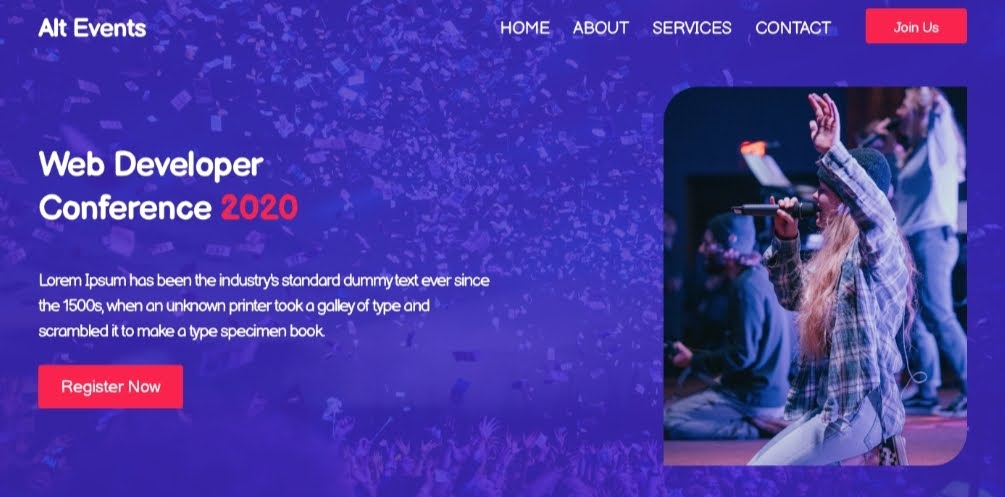 Alt Events
HOME ABOUT SERVICES CONTACT Join Us
Web Developer
Conference 2020
Lorem Ipsum has been the industry's standard dummy text ever since
the 1500s, when an unknown printer took a galley of type and
scrambled it to make a type specimen book.
Register Now